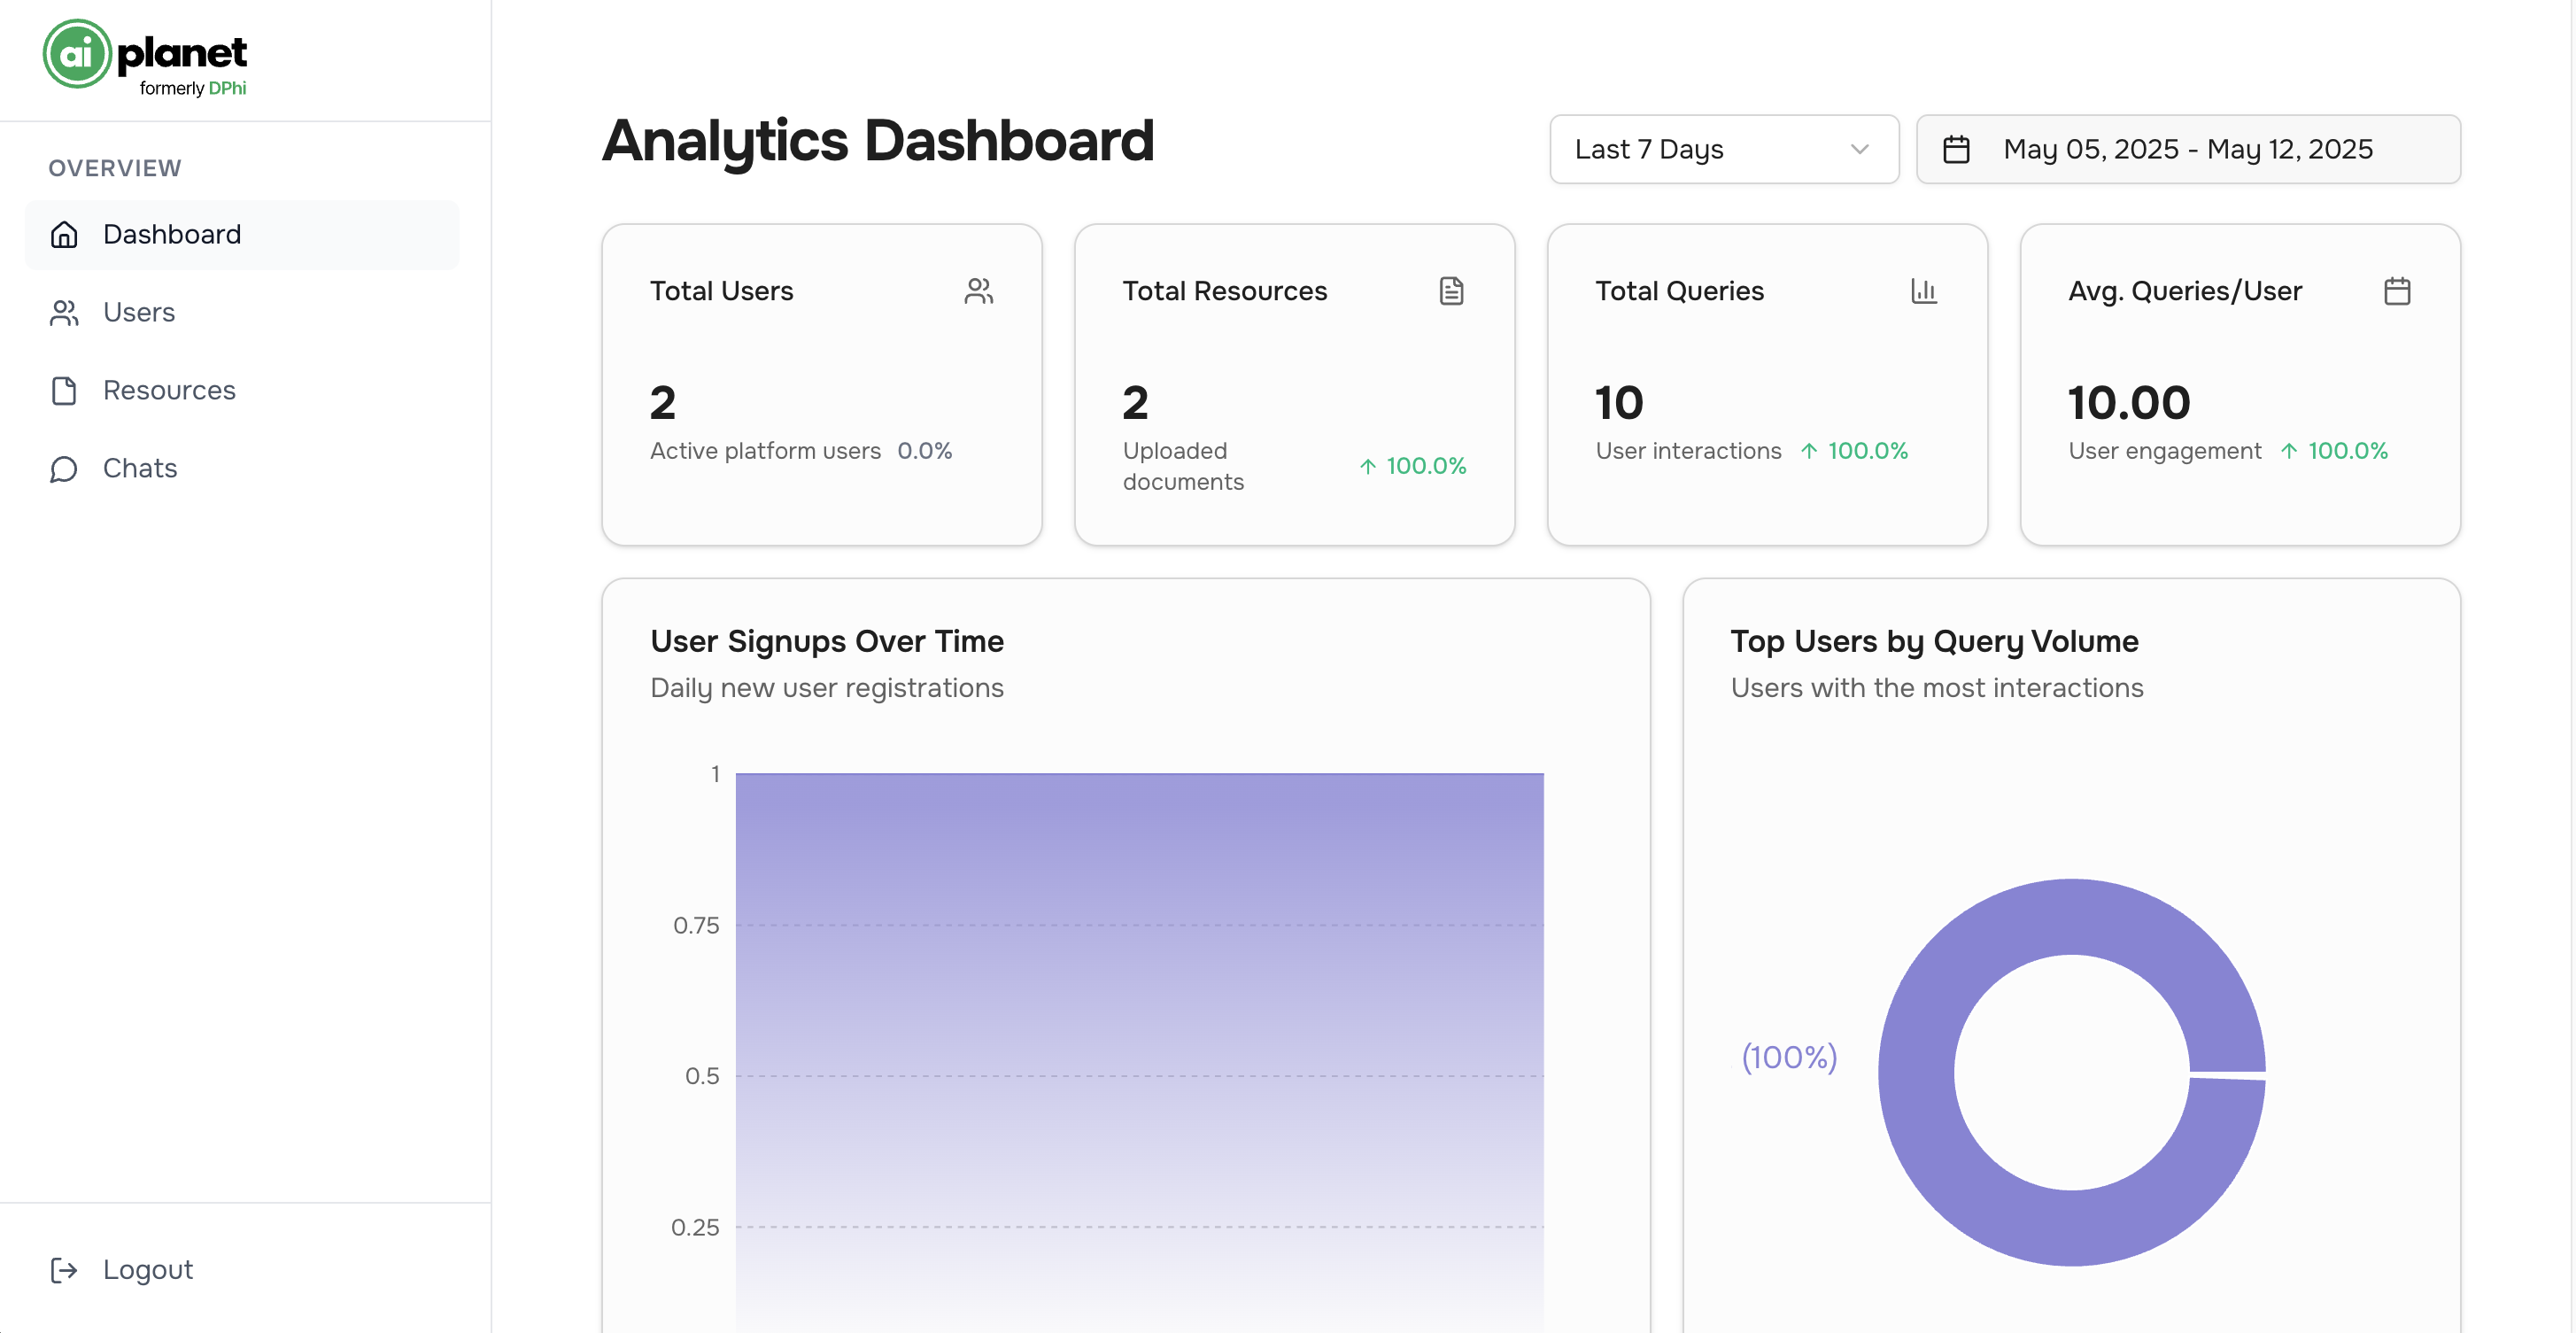 ai planet
formerly DPhi
OVERVIEW
Dashboard
Users
Resources
Chats
Logout
Analytics Dashboard
Last 7 Days
May 05, 2025 - May 12, 2025
Total Users
2
Active platform users 0.0%
Total Resources
2
Uploaded
documents
↑ 100.0%
Total Queries
10
User interactions ↑ 100.0%
Avg. Queries/User
10.00
User engagement ↑ 100.0%
User Signups Over Time
Daily new user registrations
1
0.75
0.5
0.25
Top Users by Query Volume
Users with the most interactions
(100%)